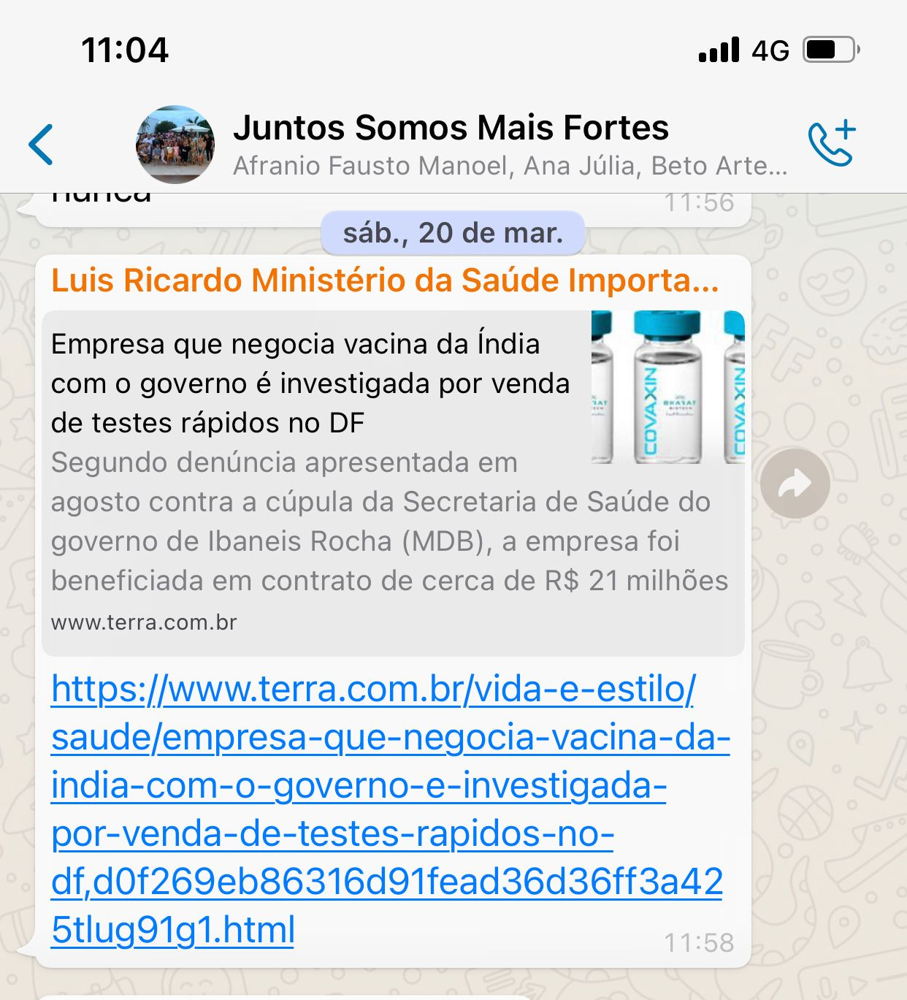 11:04
4G
Juntos Somos Mais Fortes
Afranio Fausto Manoel, Ana Júlia, Beto Arte...
nunca
11:56
sáb., 20 de mar.
Luis Ricardo Ministério da Saúde Importa...
Empresa que negocia vacina da Índia
com o governo é investigada por venda
de testes rápidos no DF
Segundo denúncia apresentada em
agosto contra a cúpula da Secretaria de Saúde do
governo de Ibaneis Rocha (MDB), a empresa foi
beneficiada em contrato de cerca de R$ 21 milhões
www.terra.com.br
COVAXIN
BHARAT
COVAXIN
https://www.terra.com.br/vida-e-estilo/
saude/empresa-que-negocia-vacina-da-
india-com-o-governo-e-investigada-
por-venda-de-testes-rapidos-no-
df,d0f269eb86316d91fead36d36ff3a42
5tlug91g1.html
11:58